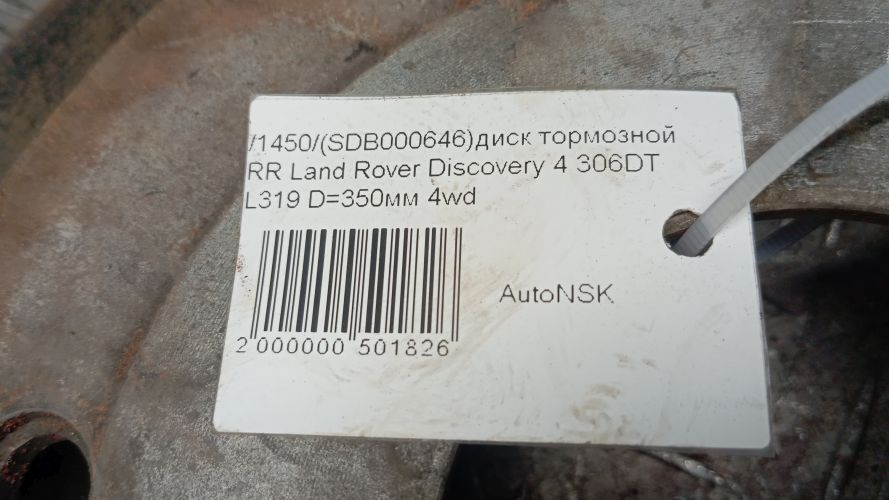 /1450/(SDB000646)диск тормозной
RR Land Rover Discovery 4 306DT
L319 D=350мм 4wd
AutoNSK
2 000000 501826